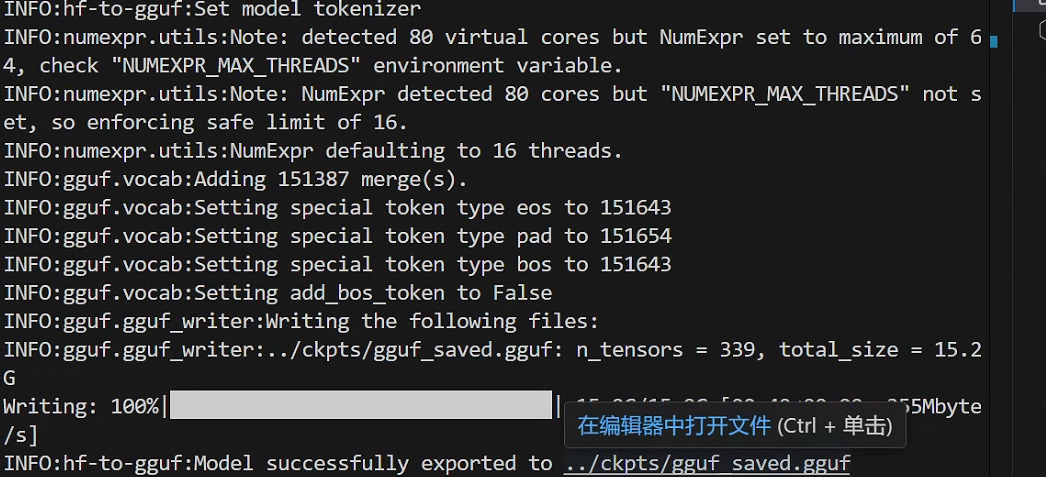 INFO:hf-to-gguf:Set model tokenizer
INFO:numexpr.utils:Note: detected 80 virtual cores but NumExpr set to maximum of 6
4, check "NUMEXPR_MAX_THREADS" environment variable.
INFO:numexpr.utils:Note: NumExpr detected 80 cores but "NUMEXPR_MAX_THREADS" not s
et, so enforcing safe limit of 16.
INFO:numexpr.utils:NumExpr defaulting to 16 threads.
INFO:gguf.vocab:Adding 151387 merge(s).
INFO:gguf.vocab:Setting special token type eos to 151643
INFO:gguf.vocab:Setting special token type pad to 151654
INFO:gguf.vocab:Setting special token type bos to 151643
INFO:gguf.vocab:Setting add_bos_token to False
INFO:gguf.gguf_writer:Writing the following files:
INFO:gguf.gguf_writer:../ckpts/gguf_saved.gguf: n_tensors = 339, total_size = 15.2
G
Writing: 100%| |
/s]
在编辑器中打开文件 (Ctrl + 单击)
INFO:hf-to-gguf:Model successfully exported to ../ckpts/gguf_saved.gguf